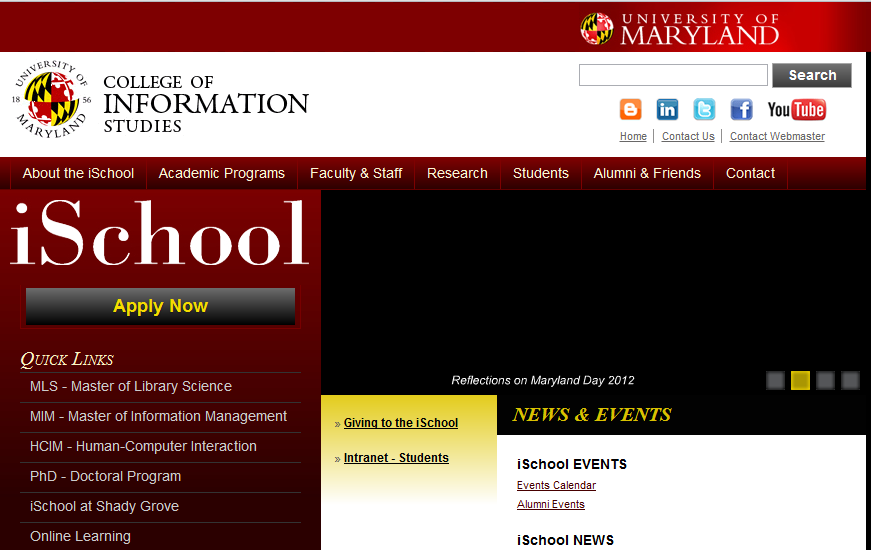 UNIVERSITY OF
MARYLAND
UNIVERSITY OF
18 56
MARYLAND
COLLEGE OF
INFORMATION
STUDIES
Search
You Tube
Home Contact Us Contact Webmaster
About the iSchool Academic Programs Faculty & Staff Research Students Alumni & Friends Contact
iSchool
Apply Now
QUICK LINKS
MLS - Master of Library Science
MIM - Master of Information Management
HCIM - Human-Computer Interaction
PhD - Doctoral Program
iSchool at Shady Grove
Online Learning
Reflections on Maryland Day 2012
» Giving to the iSchool
» Intranet - Students
NEWS & EVENTS
iSchool EVENTS
Events Calendar
Alumni Events
iSchool NEWS